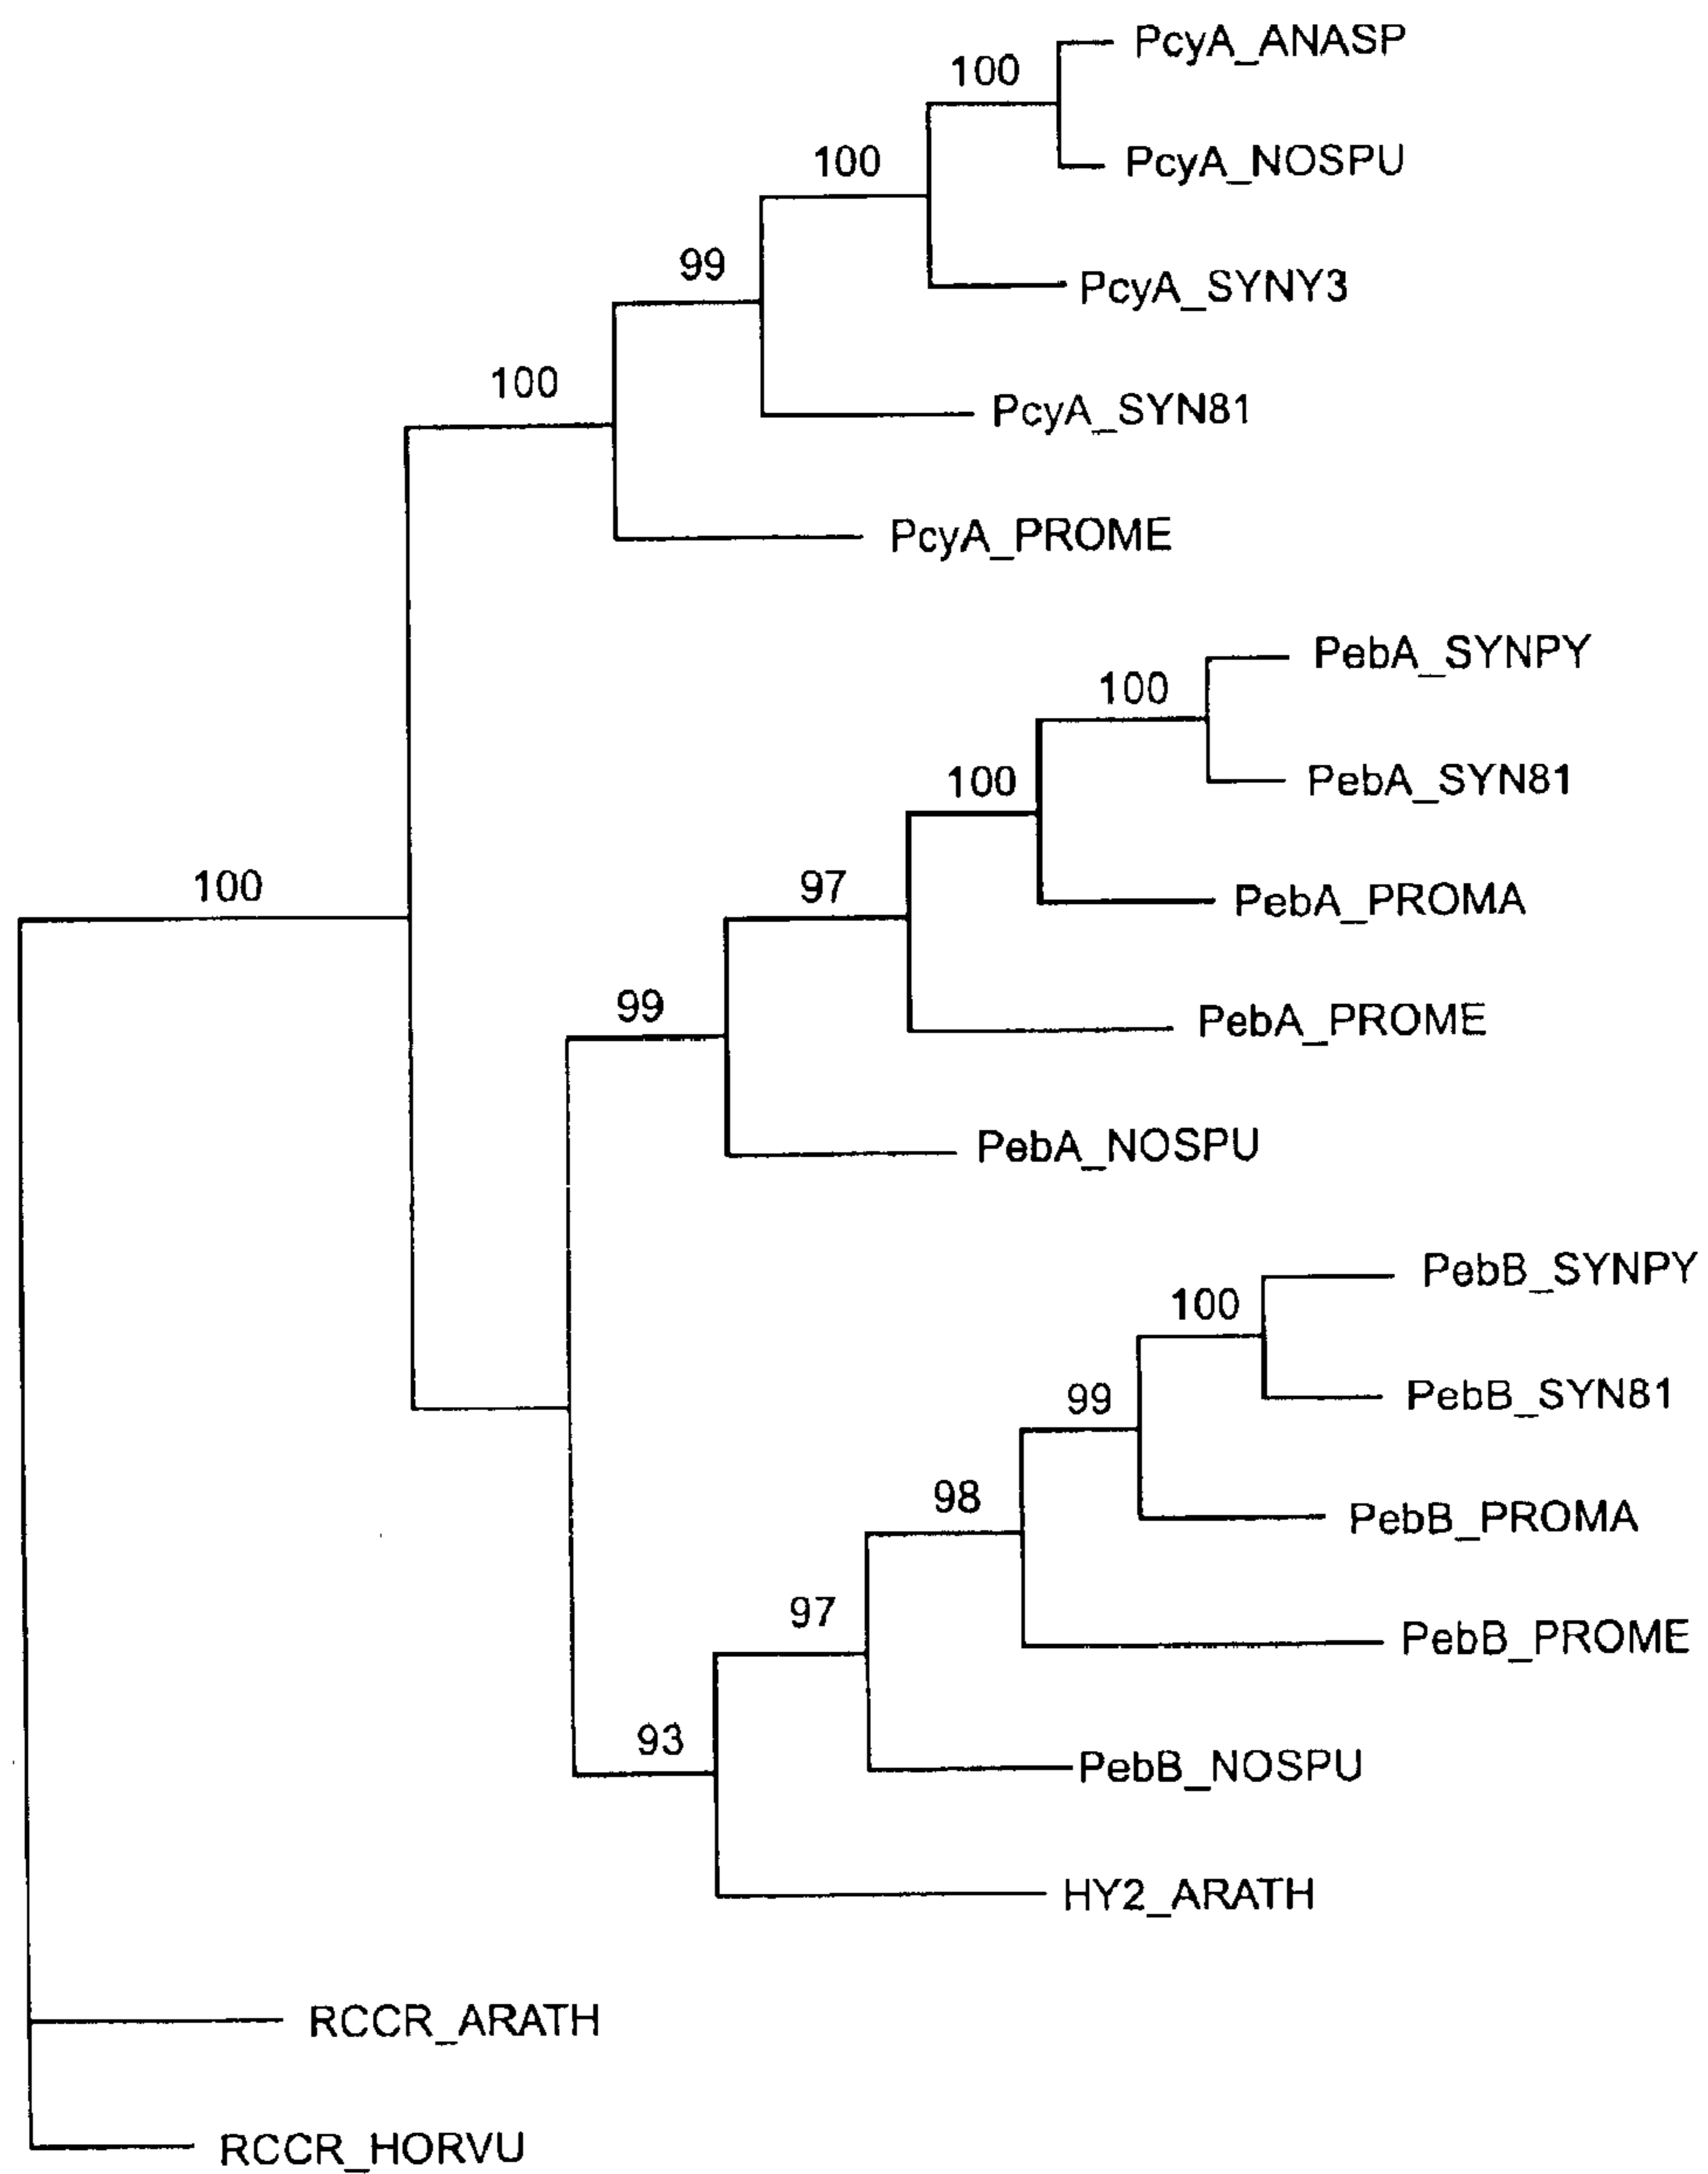 PcyA_ANASP
100
PcyA_NOSPU
100
99
PcyA_SYNY3
100
PcyA_SYN81
PcyA_PROME
PebA_SYNPY
100
PebA_SYN81
100
100
97
PebA_PROMA
99
PebA_PROME
PebA_NOSPU
PebB_SYNPY
100
PebB_SYN81
99
98
PebB_PROMA
97
PebB_PROME
93
PebB_NOSPU
HY2_ARATH
RCCR_ARATH
RCCR_HORVU